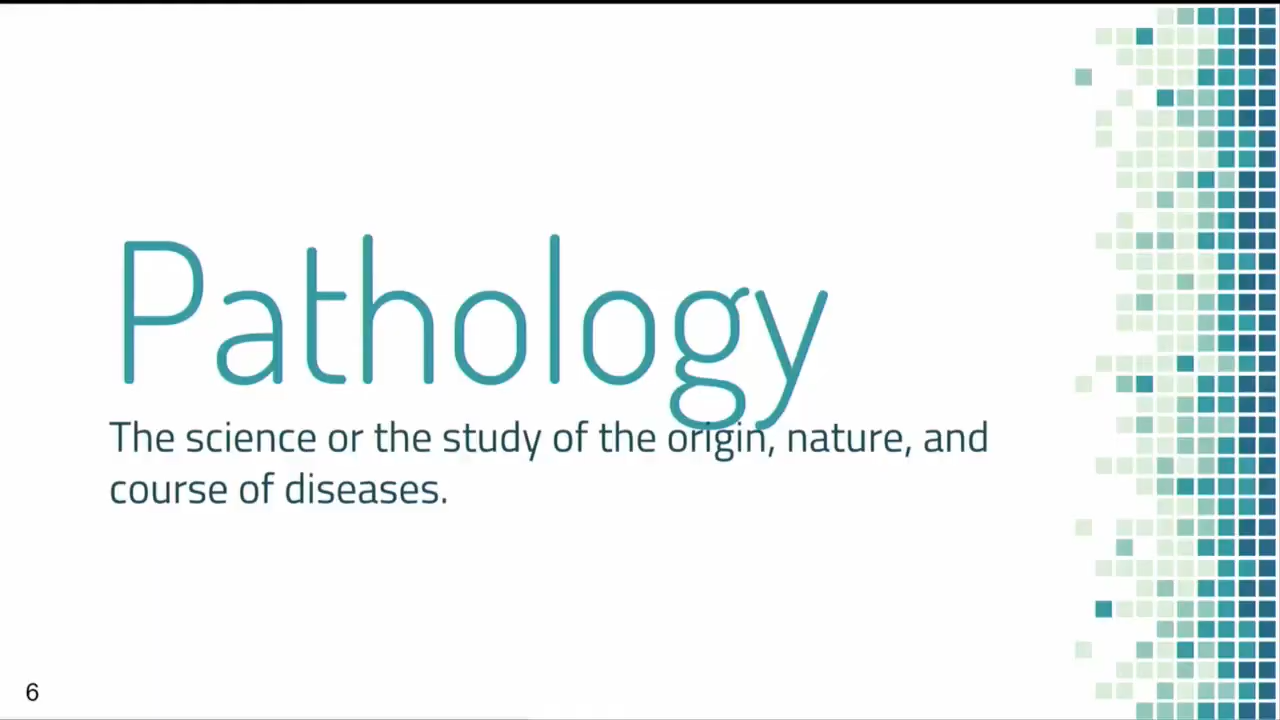 Pathology
The science or the study of the origin, nature, and
course of diseases.
6